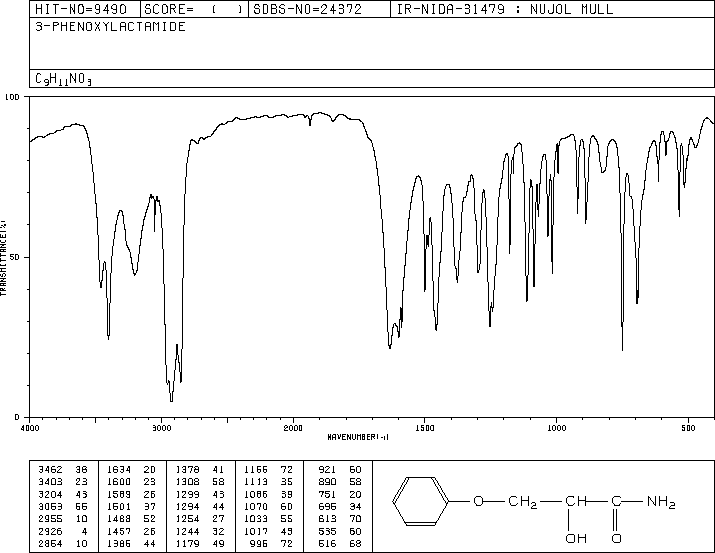 HIT-NO=9490 SCORE= ( ) SDBS-NO=24372 IR-NIDA-31479 : NUJOL MULL
3-PHENOXYLACTAMIDE
C9H11NO3
100
50
0
TRANSMITTANCE(%)
4000 3000 2000 1500 1000 500
WAVENUMBER(-1)
3462 38 1634 20 1378 41 1166 72 921 60
3403 23 1600 23 1308 58 1113 35 890 58
3204 43 1589 26 1299 43 1086 39 751 20
3063 66 1501 37 1294 44 1070 60 696 34
2955 10 1488 52 1254 27 1033 55 613 70
2926 4 1457 26 1244 32 1017 43 535 60
2864 10 1386 44 1179 49 996 72 516 68
O CH2 CH C NH2
OH O